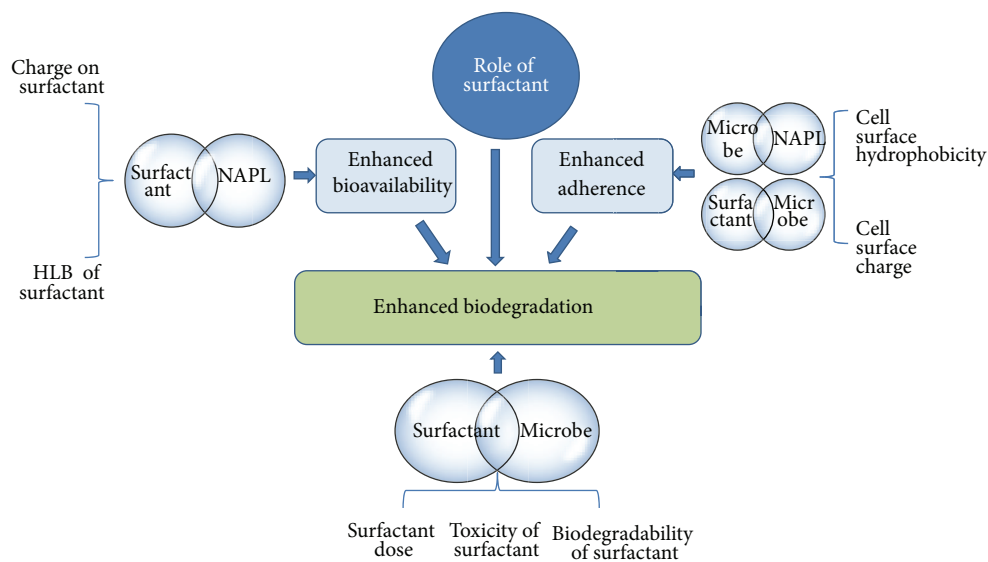 Role of
surfactant
Charge on
surfactant
Surfact
ant
NAPL
HLB of
surfactant
Enhanced
bioavailability
Enhanced
adherence
Micro
be
NAPL
Surfa
ctant
Micr
obe
Cell
surface
hydrophobicity
Cell
surface
charge
Enhanced biodegradation
Surfactant
Microbe
Surfactant
dose
Toxicity of
surfactant
Biodegradability
of surfactant